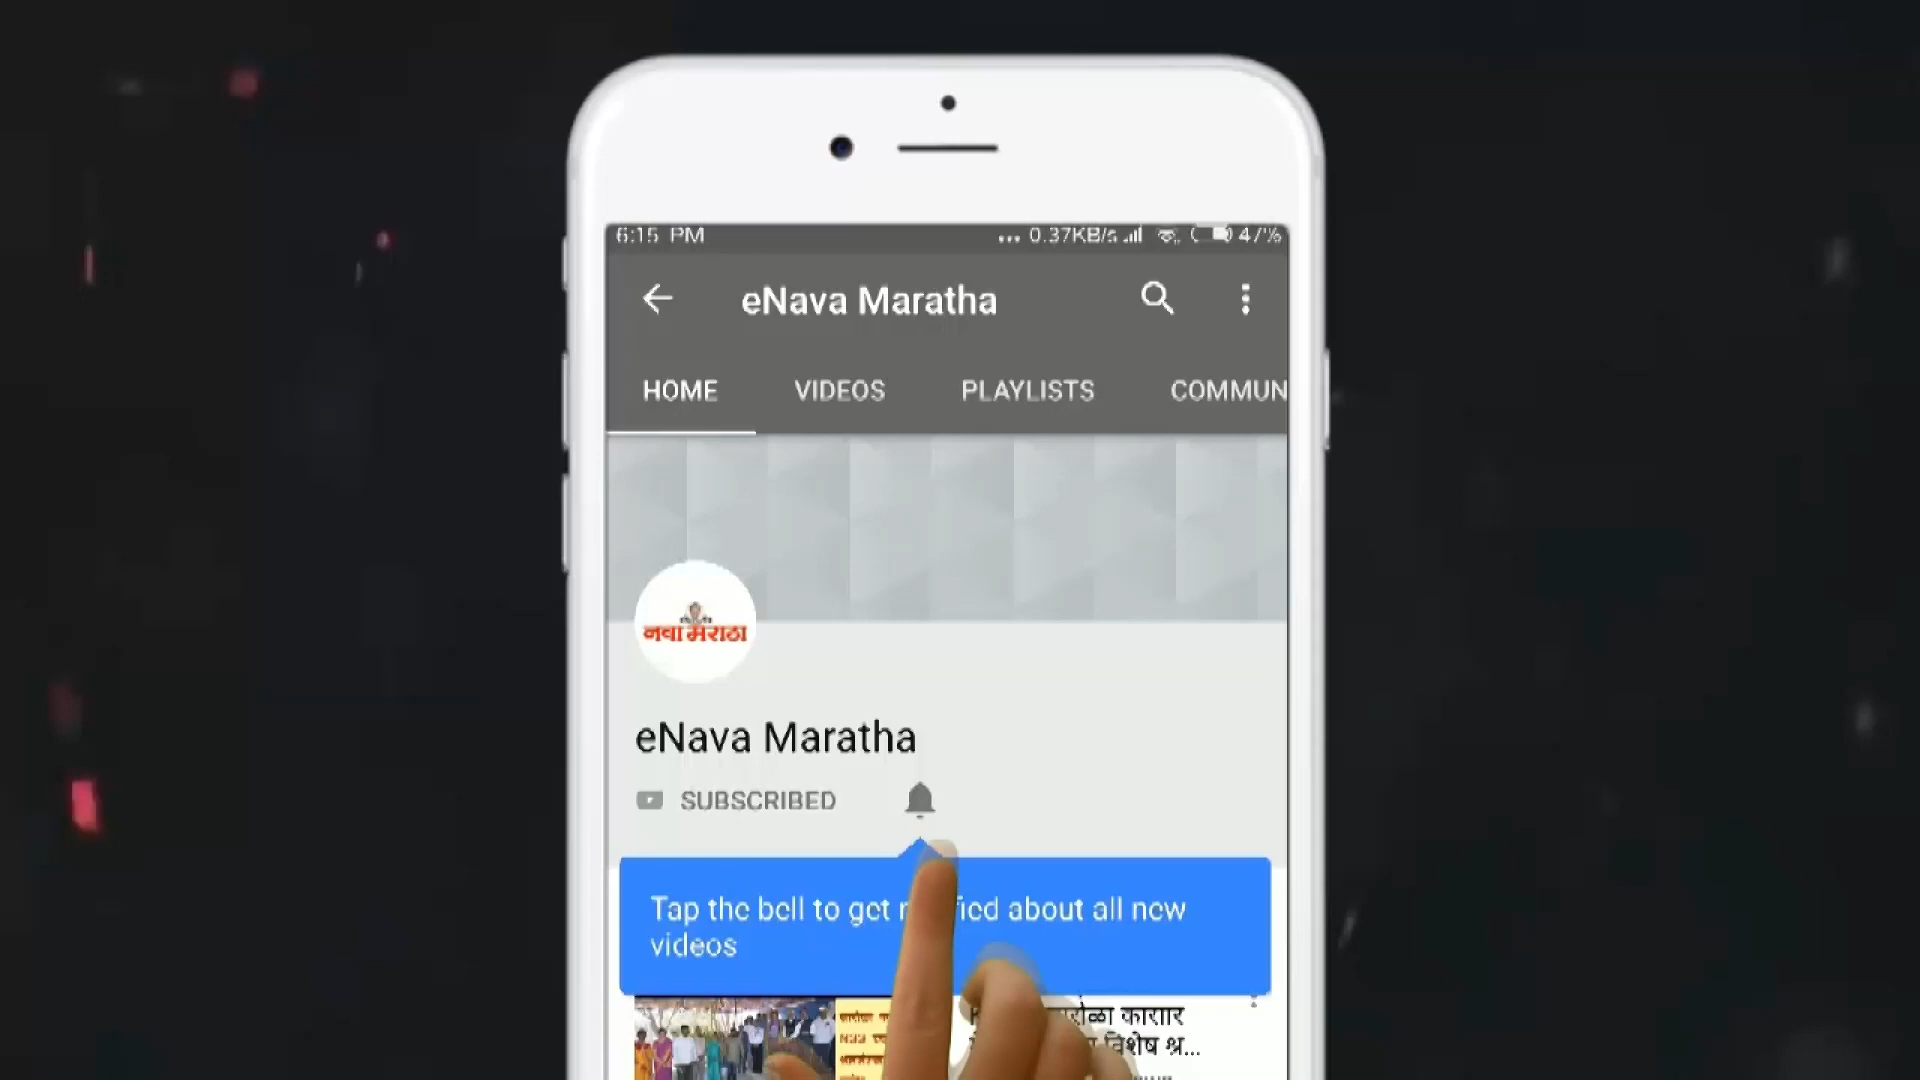 6:15 PM
... 0.37KB/s 47%
eNava Maratha
HOME VIDEOS PLAYLISTS COMMUN
नवा मराठा
eNava Maratha
SUBSCRIBED
Tap the bell to get about all new
videos
कारार
विशेष श्र...